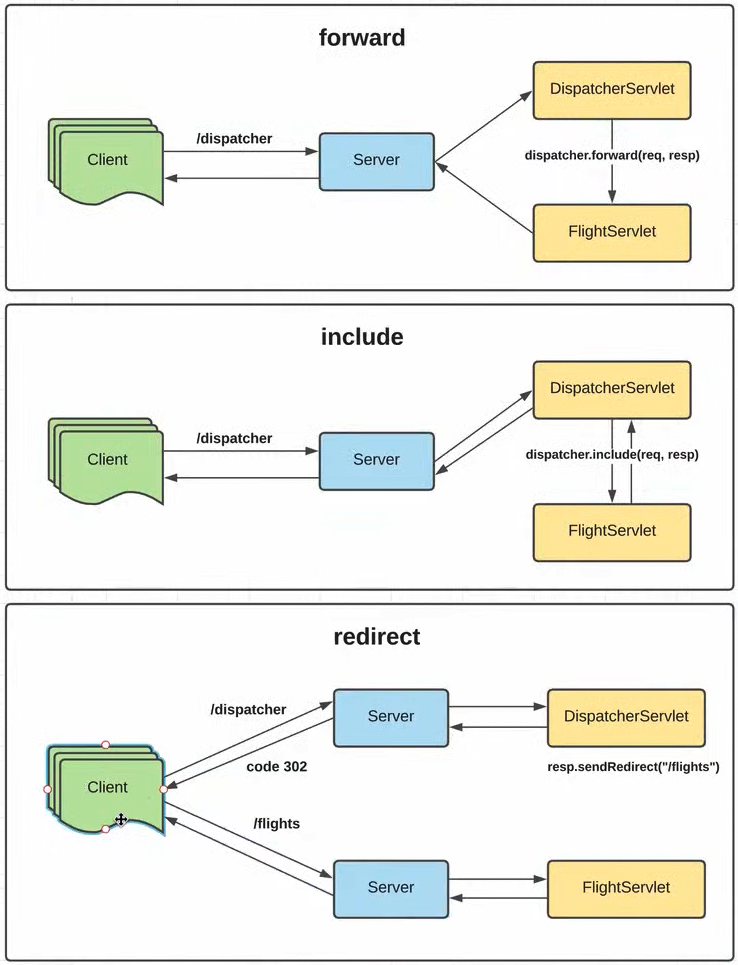 forward
DispatcherServlet
/dispatcher
Client
Server
dispatcher.forward(req, resp)
FlightServlet
include
DispatcherServlet
/dispatcher
Client
Server
dispatcher.include(req, resp)
FlightServlet
redirect
/dispatcher
Server
DispatcherServlet
code 302
resp.sendRedirect("/flights")
Client
/flights
Server
FlightServlet